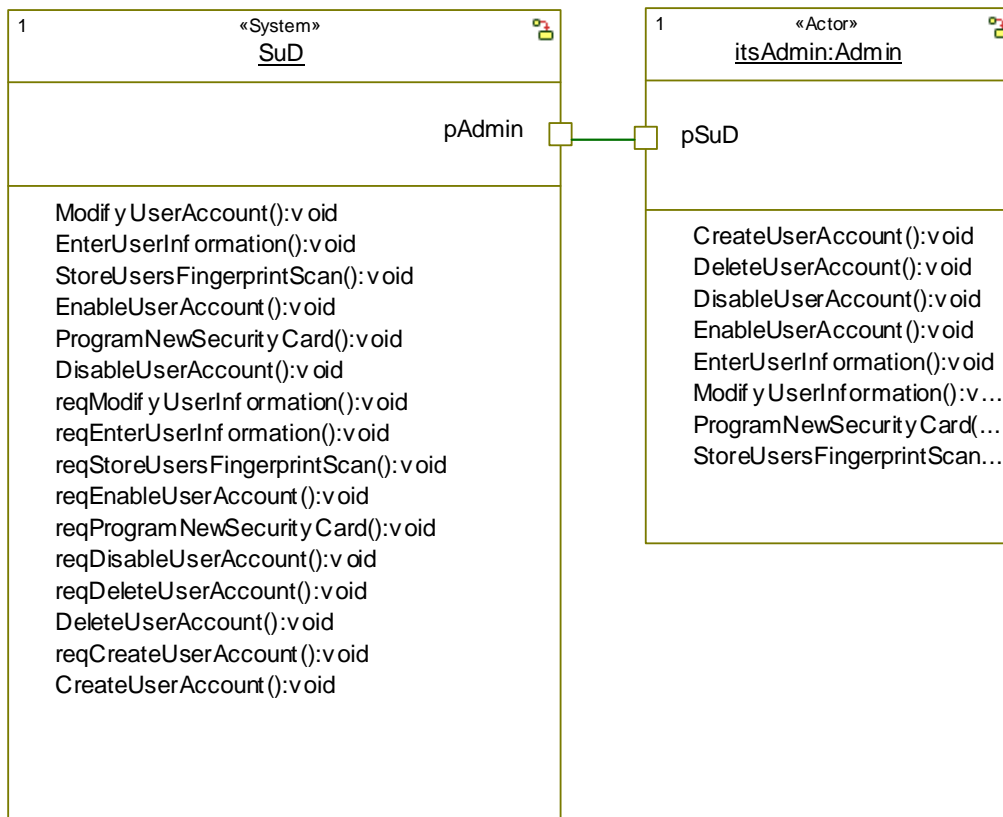 1
«System»
SuD
pAdmin
ModifyUserAccount():void
EnterUserInformation():void
StoreUsersFingerprintScan():void
EnableUserAccount():void
ProgramNewSecurityCard():void
DisableUserAccount():void
reqModifyUserInformation():void
reqEnterUserInformation():void
reqStoreUsersFingerprintScan():void
reqEnableUserAccount():void
reqProgramNewSecurityCard():void
reqDisableUserAccount():void
reqDeleteUserAccount():void
DeleteUserAccount():void
reqCreateUserAccount():void
CreateUserAccount():void
1
«Actor»
itsAdmin:Admin
pSuD
CreateUserAccount():void
DeleteUserAccount():void
DisableUserAccount():void
EnableUserAccount():void
EnterUserInformation():void
ModifyUserInformation():v...
ProgramNewSecurityCard(...
StoreUsersFingerprintScan...